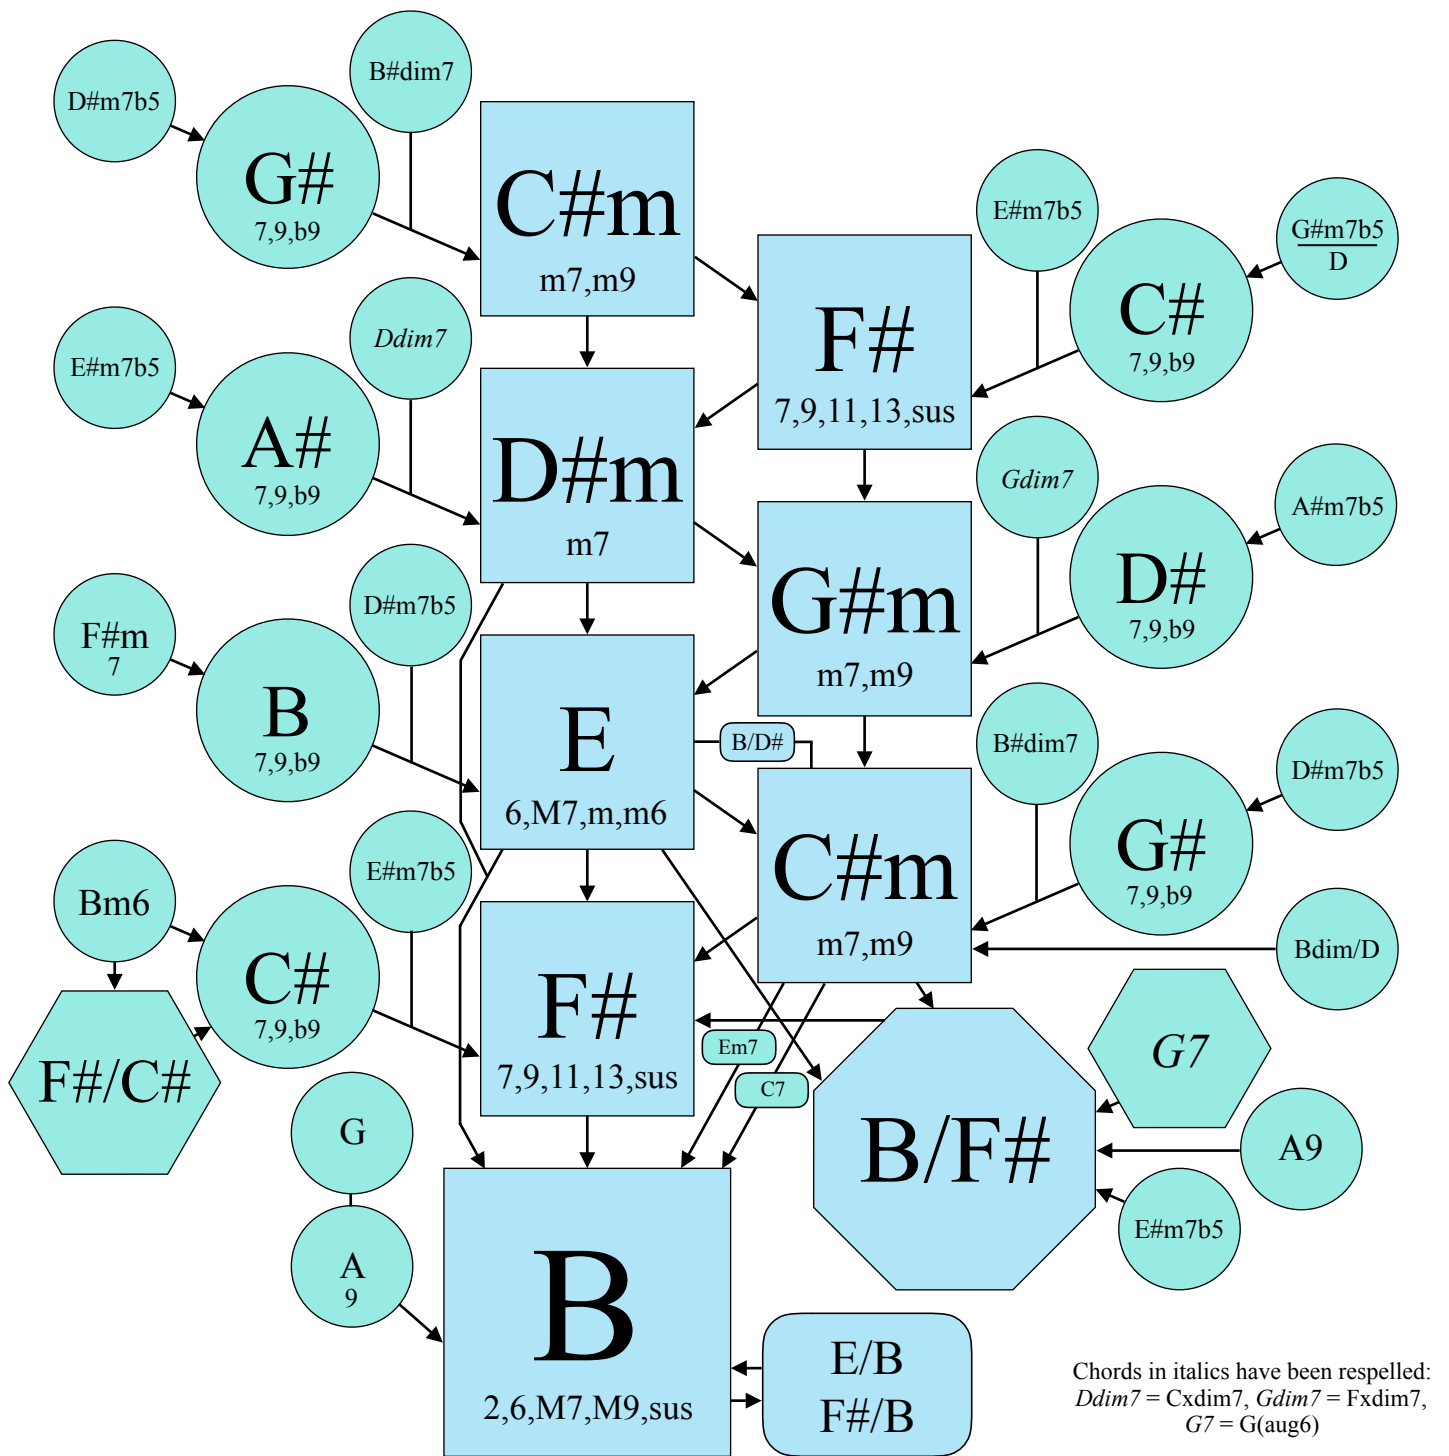 B#dim7
D#m7b5
G#
7,9,b9
C#m
m7,m9
E#m7b5
G#m7b5
D
C#
7,9,b9
F#
7,9,11,13,sus
Ddim7
E#m7b5
A#
7,9,b9
D#m
m7
Gdim7
A#m7b5
D#
7,9,b9
G#m
m7,m9
D#m7b5
F#m
7
B
7,9,b9
E
6,M7,m,m6
B/D#
B#dim7
D#m7b5
G#
7,9,b9
C#m
m7,m9
E#m7b5
Bm6
C#
7,9,b9
Bdim/D
F#
7,9,11,13,sus
Em7
C7
G7
F#/C#
G
A
9
B/F#
A9
E#m7b5
B
2,6,M7,M9,sus
E/B
F#/B
Chords in italics have been respelled:
Ddim7 = Cxdim7, Gdim7 = Fxdim7,
G7 = G(aug6)